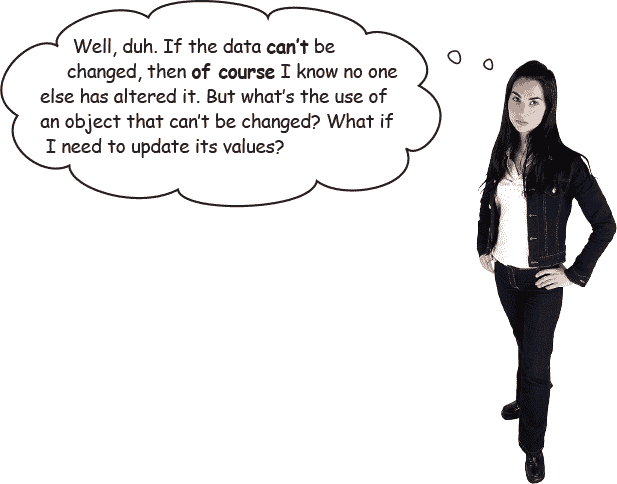 Well, duh. If the data can't be
changed, then of course I know no one
else has altered it. But what's the use of
an object that can't be changed? What if
I need to update its values?